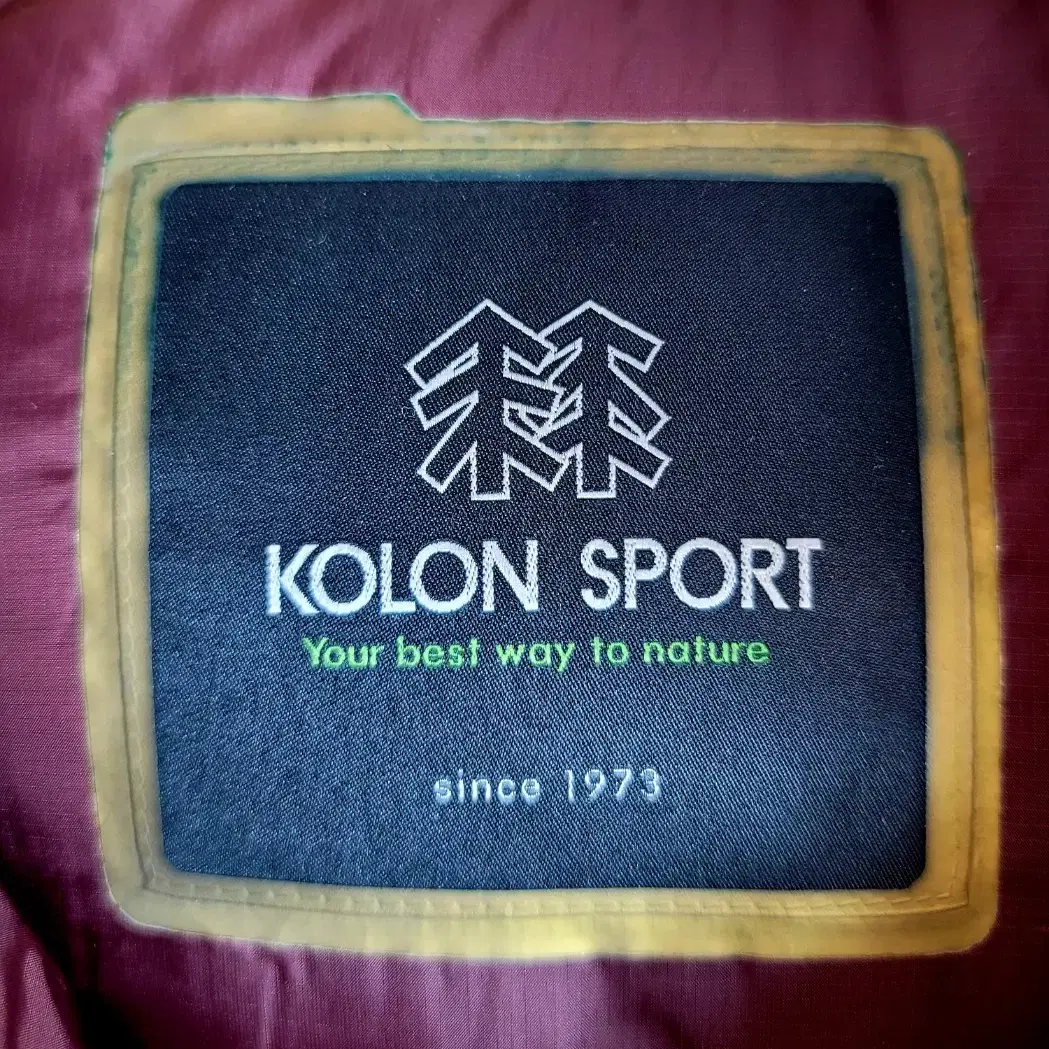 KOLON SPORT
Your best way to nature
since 1973